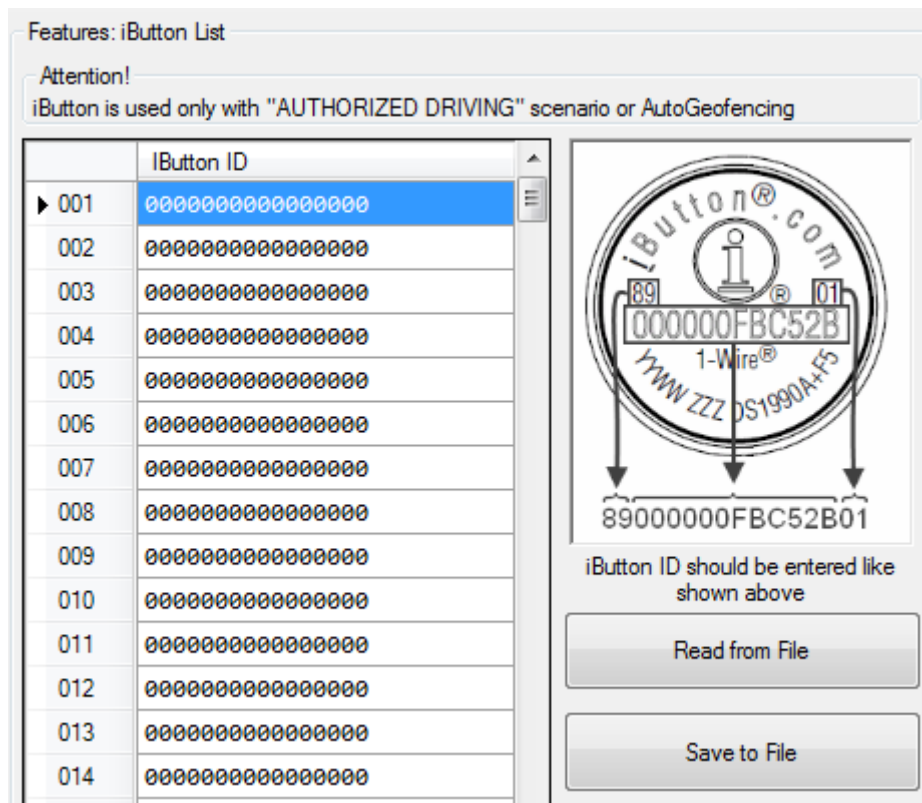 Features: iButton List
Attention!
iButton is used only with "AUTHORIZED DRIVING" scenario or AutoGeofencing
IButton ID
001 0000000000000000
002 0000000000000000
003 0000000000000000
004 0000000000000000
005 0000000000000000
006 0000000000000000
007 0000000000000000
008 0000000000000000
009 0000000000000000
010 0000000000000000
011 0000000000000000
012 0000000000000000
013 0000000000000000
014 0000000000000000
iButton®.com
i®
89 01
000000FBC52B
1-Wire®
YYWW ZZZ DS1990A+F5
89000000FBC52B01
iButton ID should be entered like
shown above
Read from File
Save to File